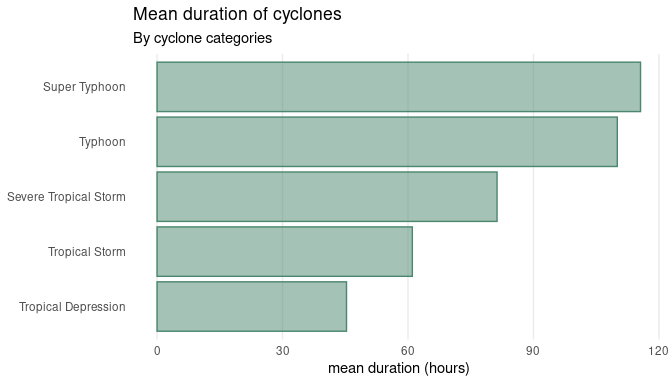 Mean duration of cyclones
By cyclone categories
Super Typhoon
Typhoon
Severe Tropical Storm
Tropical Storm
Tropical Depression
0 30 60 90 120
mean duration (hours)